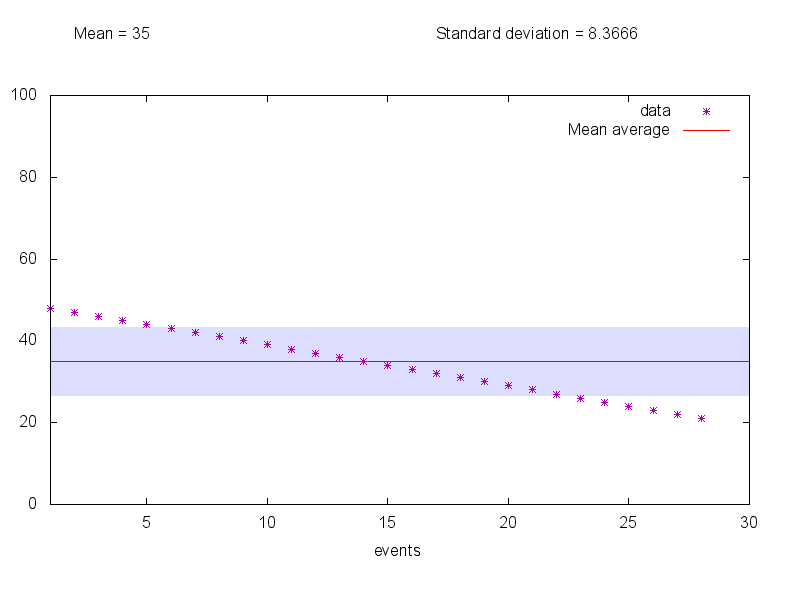 Mean = 35
Standard deviation = 8.3666
100
80
60
40
20
0
data
Mean average
5 10 15 20 25 30
events